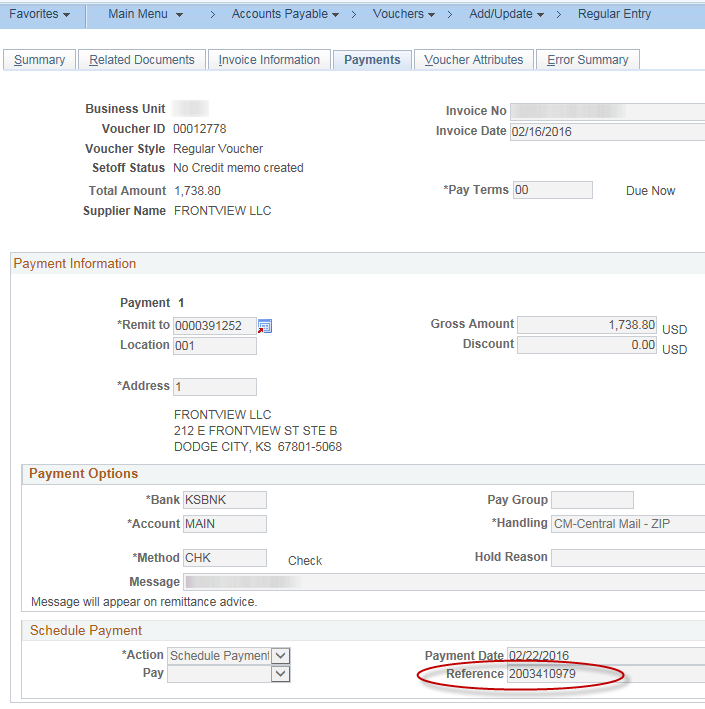 Favorites Main Menu > Accounts Payable > Vouchers > Add/Update > Regular Entry
Summary Related Documents Invoice Information Payments Voucher Attributes Error Summary
Business Unit Invoice No
Voucher ID 00012778 Invoice Date 02/16/2016
Voucher Style Regular Voucher
Setoff Status No Credit memo created
Total Amount 1,738.80 *Pay Terms 00 Due Now
Supplier Name FRONTVIEW LLC
Payment Information
Payment 1
*Remit to 0000391252 Gross Amount 1,738.80 USD
Location 001 Discount 0.00 USD
*Address 1
FRONTVIEW LLC
212 E FRONTVIEW ST STE B
DODGE CITY, KS 67801-5068
Payment Options
*Bank KSBNK Pay Group
*Account MAIN *Handling CM-Central Mail - ZIP
*Method CHK Check Hold Reason
Message
Message will appear on remittance advice.
Schedule Payment
*Action Schedule Payment Payment Date 02/22/2016
Pay Reference 2003410979